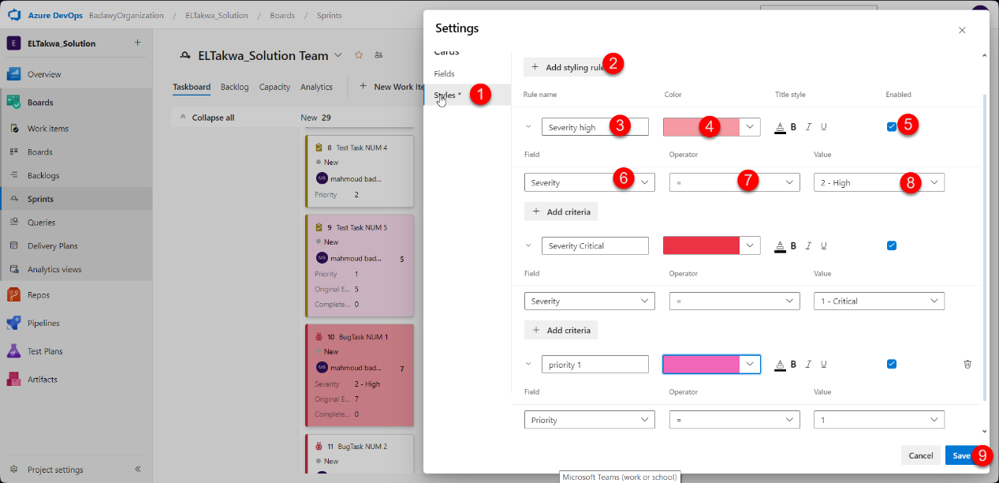 Azure DevOps BadawyOrganization / ELTakwa_Solution / Boards / Sprints
E ELTakwa_Solution +
Overview
Boards
Work items
Boards
Backlogs
Sprints
Queries
Delivery Plans
Analytics views
Repos
Pipelines
Test Plans
Artifacts
Project settings
ELTakwa_Solution Team
Taskboard Backlog Capacity Analytics + New Work Ite
Collapse all New 29
8 Test Task NUM 4
New
MB mahmoud bad...
Priority 2
9 Test Task NUM 5
New
MB mahmoud bad... 5
Priority 1
Original E... 5
Complete... 0
10 BugTask NUM 1
New
MB mahmoud bad... 7
Severity 2 - High
Original E... 7
Complete... 0
11 BugTask NUM 2
New
Settings
Cards
Fields
Styles * 1
+ Add styling rule 2
Rule name Color Title style Enabled
Severity high 3 4 A B I U 5
Field Operator Value
Severity 6 = 7 2 - High 8
+ Add criteria
Severity Critical A B I U
Field Operator Value
Severity = 1 - Critical
+ Add criteria
priority 1 A B I U
Field Operator Value
Priority = 1
Cancel Save 9
Microsoft Teams (work or school)